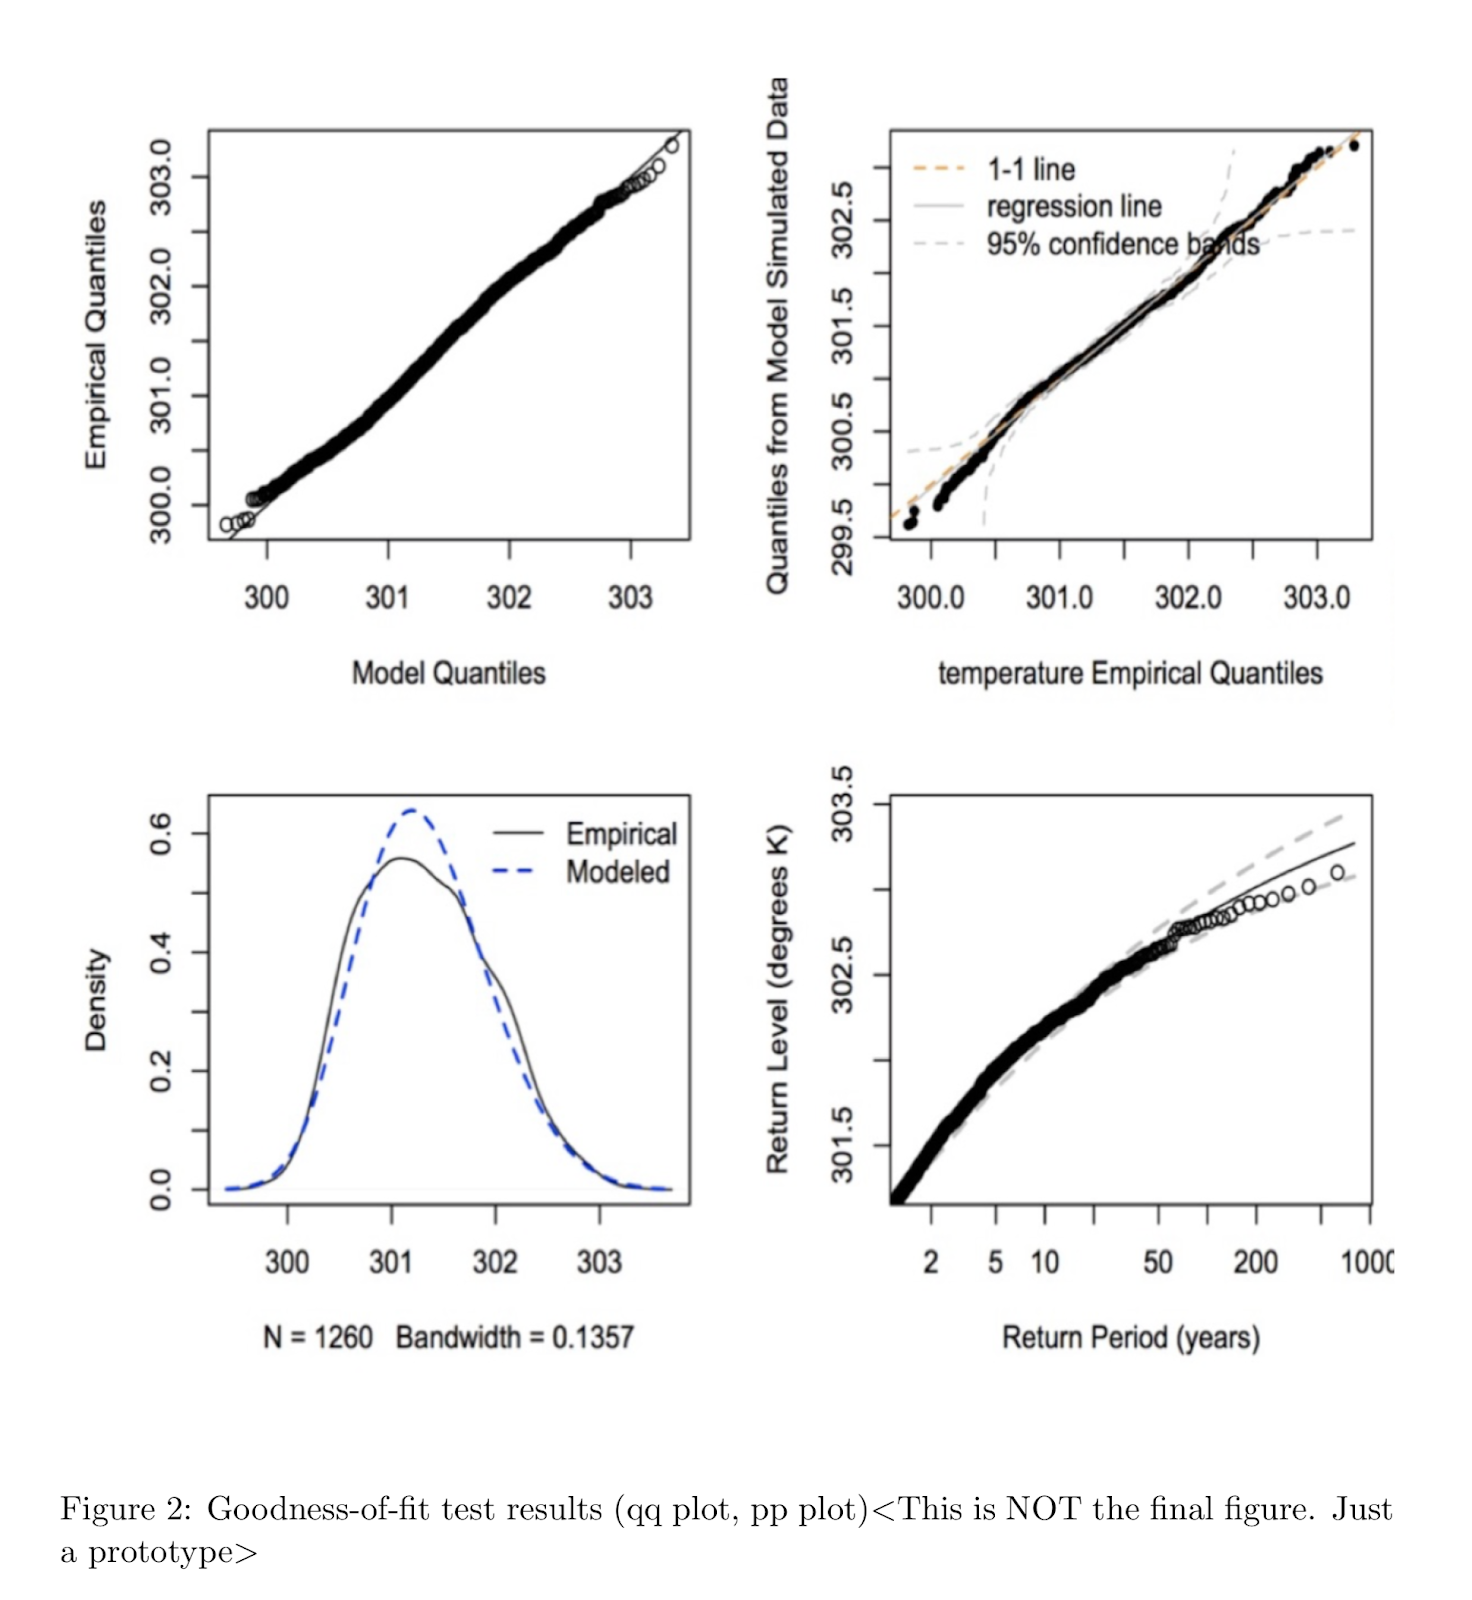 Empirical Quantiles
300.0 301.0 302.0 303.0
300 301 302 303
Model Quantiles
Quantiles from Model Simulated Data
299.5 300.5 301.5 302.5
1-1 line
regression line
95% confidence bands
300.0 301.0 302.0 303.0
temperature Empirical Quantiles
Density
0.0 0.2 0.4 0.6
Empirical
Modeled
300 301 302 303
N = 1260 Bandwidth = 0.1357
Return Level (degrees K)
301.5 302.5 303.5
2 5 10 50 200 1000
Return Period (years)
Figure 2: Goodness-of-fit test results (qq plot, pp plot)<This is NOT the final figure. Just
a prototype>